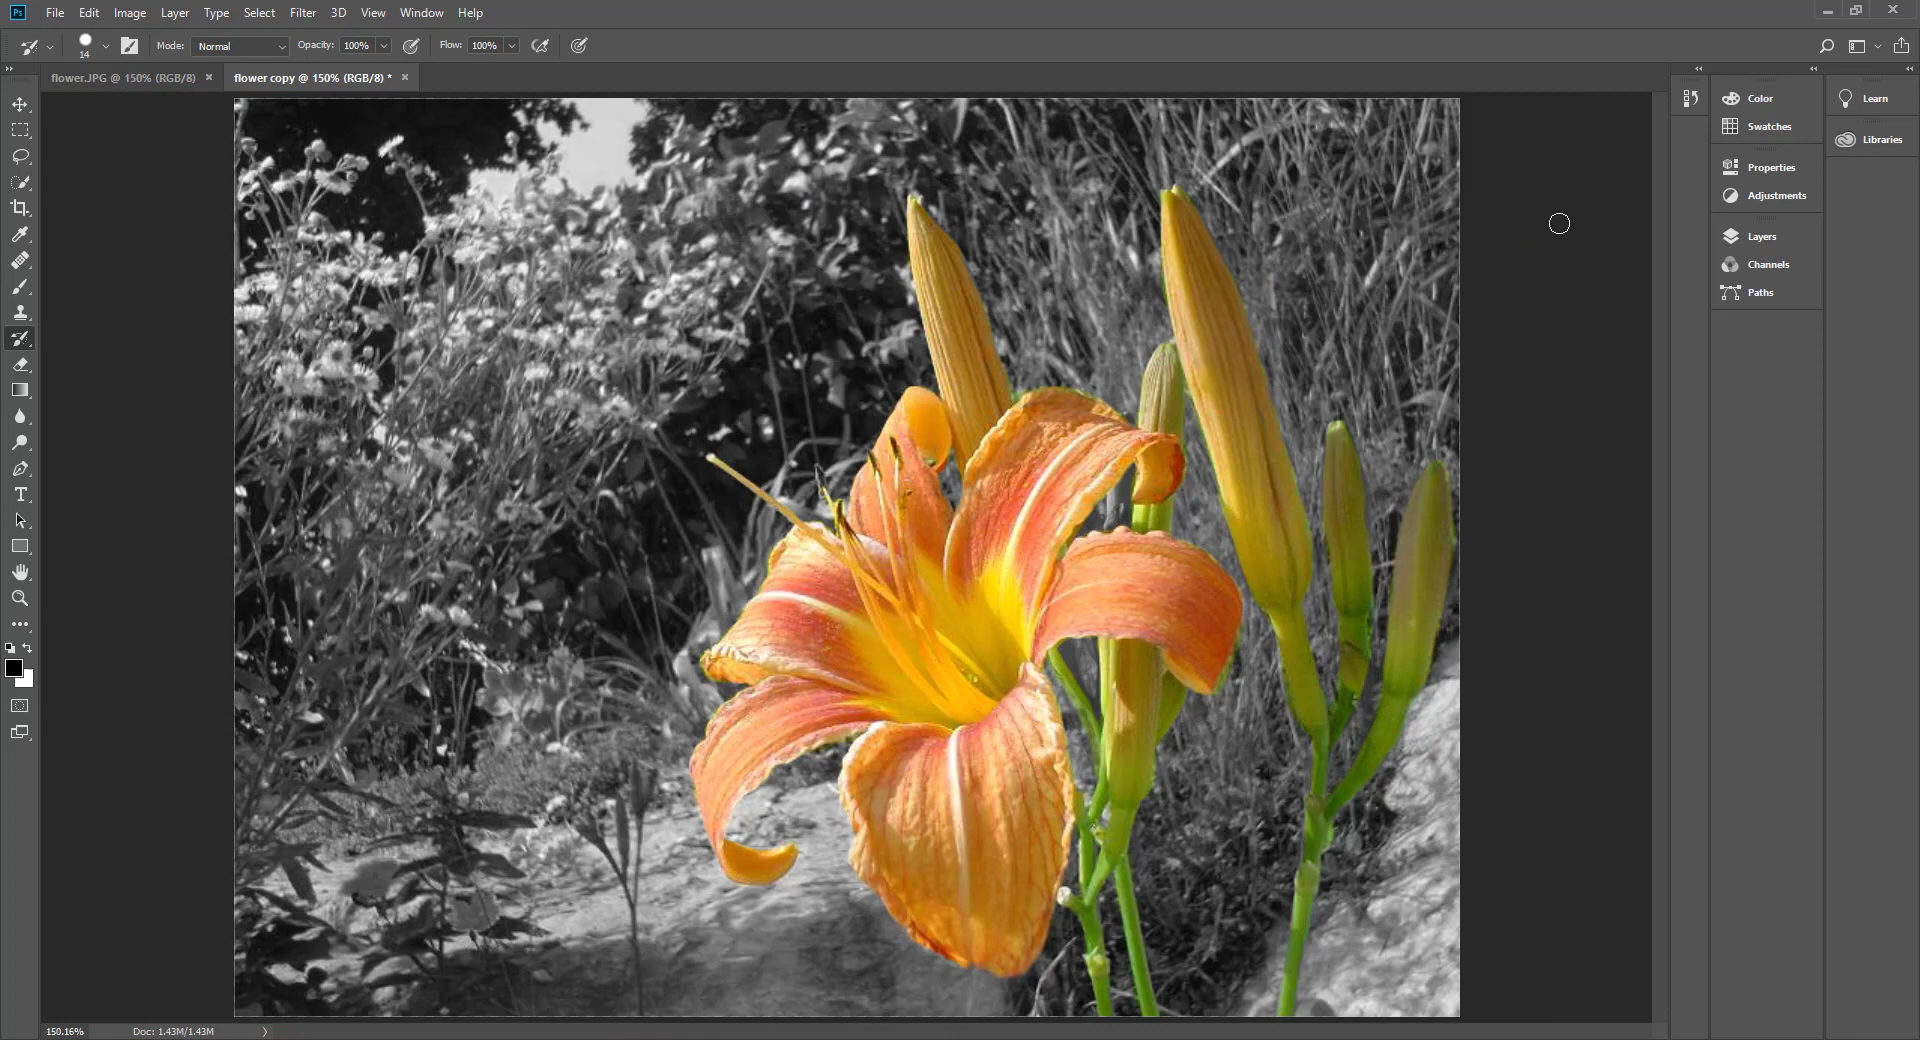 Ps File Edit Image Layer Type Select Filter 3D View Window Help
14 Mode: Normal Opacity: 100% Flow: 100%
flower.JPG @ 150% (RGB/8) × flower copy @ 150% (RGB/8) * ×
Color
Swatches
Properties
Adjustments
Layers
Channels
Paths
Learn
Libraries
T
150.16% Doc: 1.43M/1.43M